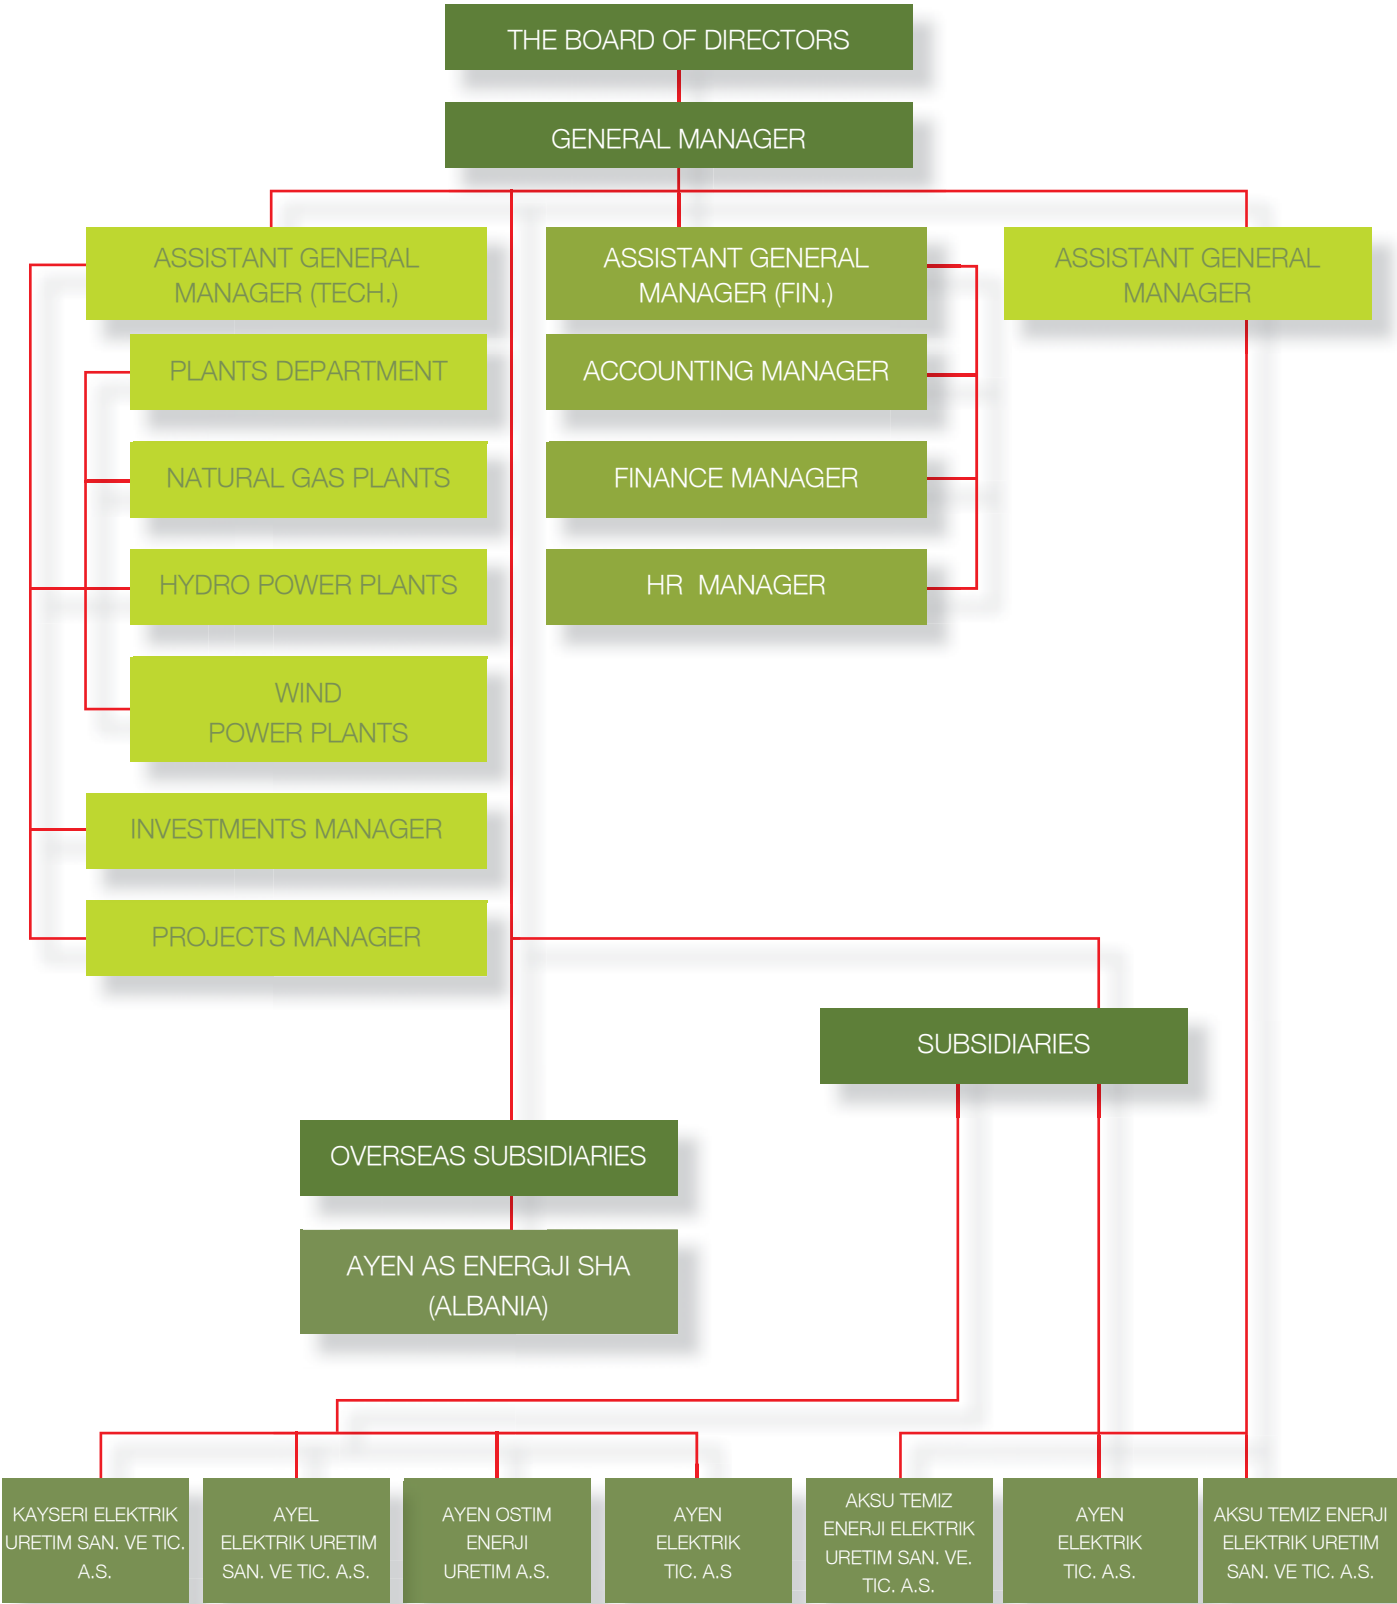 THE BOARD OF DIRECTORS
GENERAL MANAGER
ASSISTANT GENERAL
MANAGER (TECH.)
PLANTS DEPARTMENT
NATURAL GAS PLANTS
HYDRO POWER PLANTS
WIND
POWER PLANTS
INVESTMENTS MANAGER
PROJECTS MANAGER
ASSISTANT GENERAL
MANAGER (FIN.)
ACCOUNTING MANAGER
FINANCE MANAGER
HR MANAGER
ASSISTANT GENERAL
MANAGER
SUBSIDIARIES
OVERSEAS SUBSIDIARIES
AYEN AS ENERGJI SHA
(ALBANIA)
KAYSERI ELEKTRIK
URETIM SAN. VE TIC.
A.S.
AYEL
ELEKTRIK URETIM
SAN. VE TIC. A.S.
AYEN OSTIM
ENERJI
URETIM A.S.
AYEN
ELEKTRIK
TIC. A.S
AKSU TEMIZ
ENERJI ELEKTRIK
URETIM SAN. VE.
TIC. A.S.
AYEN
ELEKTRIK
TIC. A.S.
AKSU TEMIZ ENERJI
ELEKTRIK URETIM
SAN. VE TIC. A.S.